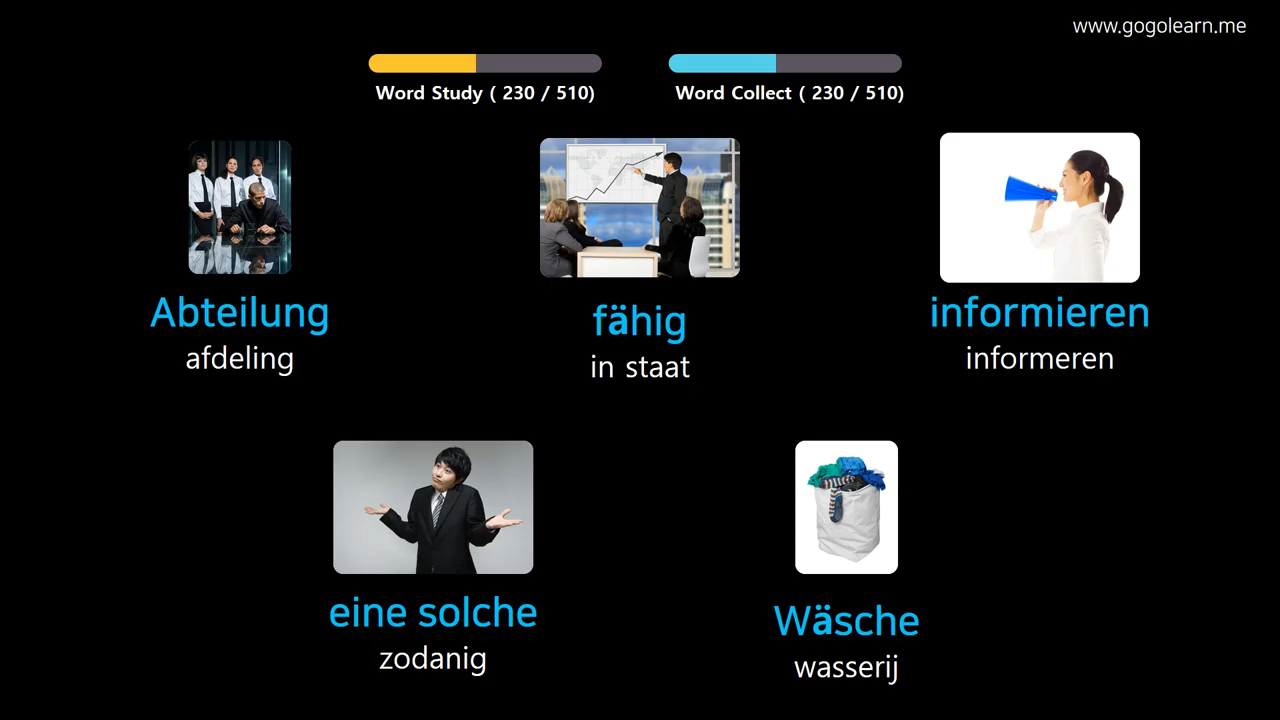 www.gogolearn.me
Word Study ( 230 / 510)
Word Collect ( 230 / 510)
Abteilung
afdeling
fähig
in staat
informieren
informeren
eine solche
zodanig
Wäsche
wasserij